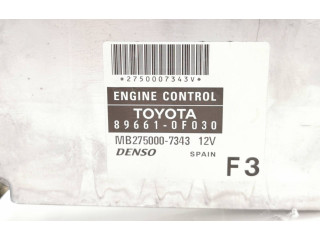 *2750007343V*
ENGINE CONTROL
TOYOTA
89661-0F030
MB275000-7343 12V
DENSO SPAIN F3